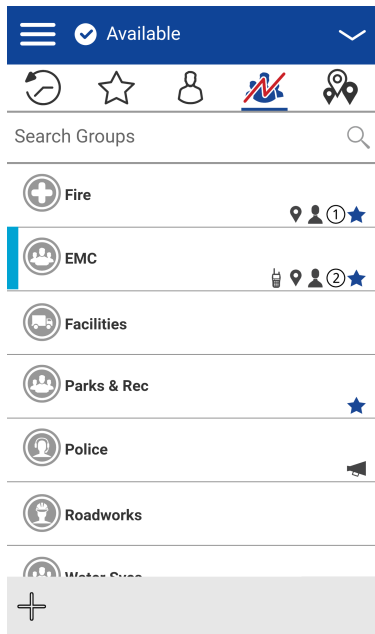 Available
Search Groups
Fire
1
EMC
2
Facilities
Parks & Rec
Police
Roadworks